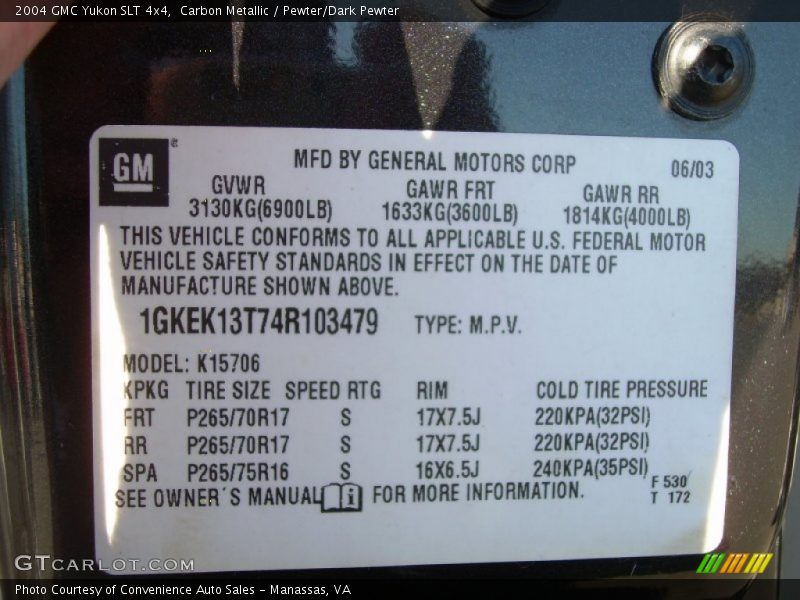 2004 GMC Yukon SLT 4x4,  Carbon Metallic / Pewter/Dark Pewter
GM ®
MFD BY GENERAL MOTORS CORP 06/03
GVWR GAWR FRT GAWR RR
3130KG(6900LB) 1633KG(3600LB) 1814KG(4000LB)
THIS VEHICLE CONFORMS TO ALL APPLICABLE U.S. FEDERAL MOTOR
VEHICLE SAFETY STANDARDS IN EFFECT ON THE DATE OF
MANUFACTURE SHOWN ABOVE.
1GKEK13T74R103479 TYPE: M.P.V.
MODEL: K15706
KPKG TIRE SIZE SPEED RTG RIM COLD TIRE PRESSURE
FRT P265/70R17 S 17X7.5J 220KPA(32PSI)
RR P265/70R17 S 17X7.5J 220KPA(32PSI)
SPA P265/75R16 S 16X6.5J 240KPA(35PSI)
SEE OWNER´S MANUAL i FOR MORE INFORMATION.
F 530
T 172
GTCARLOT.COM
Photo Courtesy of Convenience Auto Sales – Manassas, VA